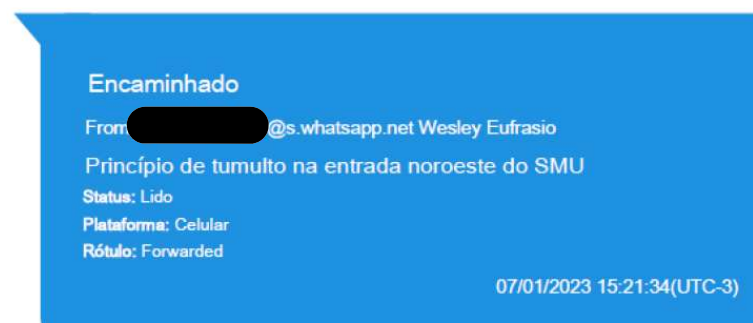 Encaminhado
From @s.whatsapp.net Wesley Eufrasio
Princípio de tumulto na entrada noroeste do SMU
Status: Lido
Plataforma: Celular
Rótulo: Forwarded
07/01/2023 15:21:34(UTC-3)